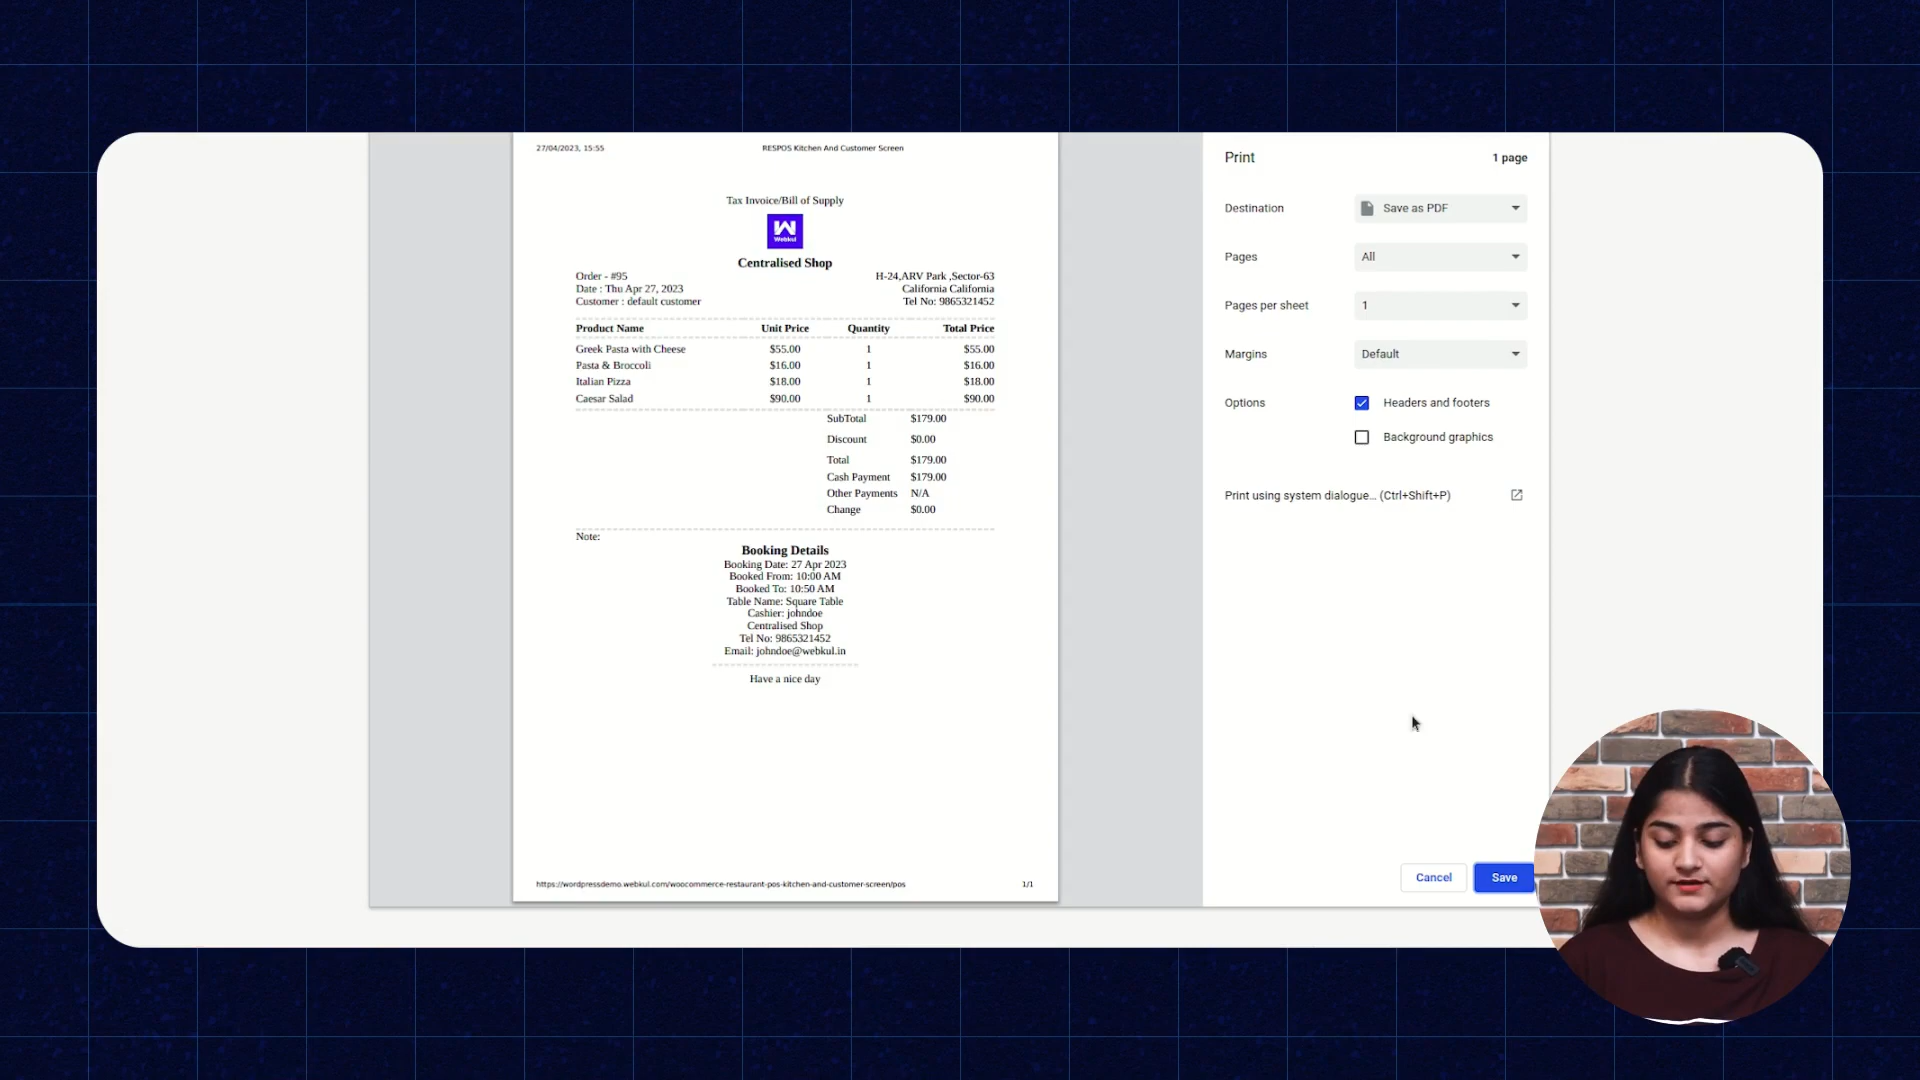 27/04/2023, 15:55 RESPOS Kitchen And Customer Screen
Tax Invoice/Bill of Supply
W
Webkul
Centralised Shop
Order - #95 H-24,ARV Park ,Sector-63
Date : Thu Apr 27, 2023 California California
Customer : default customer Tel No: 9865321452
Product Name Unit Price Quantity Total Price
Greek Pasta with Cheese $55.00 1 $55.00
Pasta & Broccoli $16.00 1 $16.00
Italian Pizza $18.00 1 $18.00
Caesar Salad $90.00 1 $90.00
SubTotal $179.00
Discount $0.00
Total $179.00
Cash Payment $179.00
Other Payments N/A
Change $0.00
Note:
Booking Details
Booking Date: 27 Apr 2023
Booked From: 10:00 AM
Booked To: 10:50 AM
Table Name: Square Table
Cashier: johndoe
Centralised Shop
Tel No: 9865321452
Email: johndoe@webkul.in
Have a nice day
https://wordpressdemo.webkul.com/woocommerce-restaurant-pos-kitchen-and-customer-screen/pos 1/1
Print 1 page
Destination Save as PDF
Pages All
Pages per sheet 1
Margins Default
Options Headers and footers
Background graphics
Print using system dialogue... (Ctrl+Shift+P)
Cancel Save